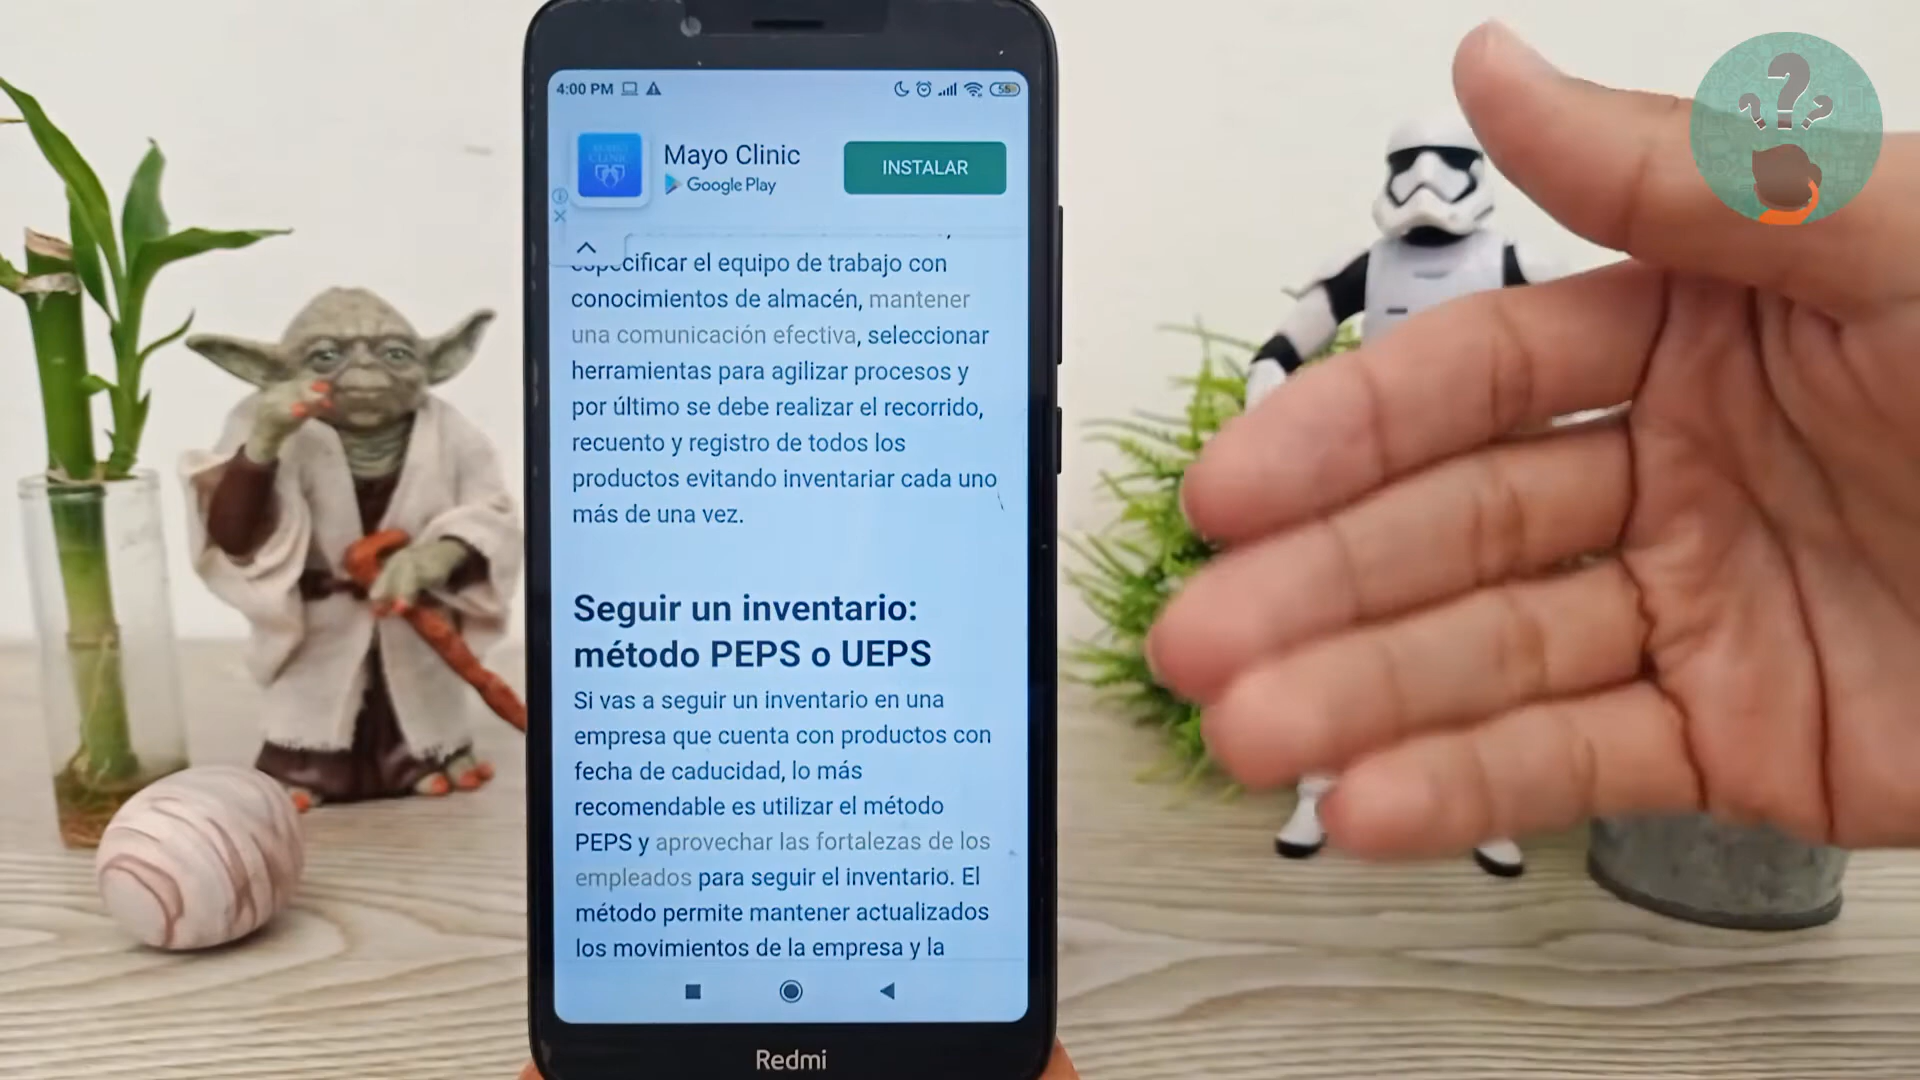 4:00 PM
55
Mayo Clinic
Google Play
INSTALAR
especificar el equipo de trabajo con
conocimientos de almacén, mantener
una comunicación efectiva, seleccionar
herramientas para agilizar procesos y
por último se debe realizar el recorrido,
recuento y registro de todos los
productos evitando inventariar cada uno
más de una vez.
Seguir un inventario:
método PEPS o UEPS
Si vas a seguir un inventario en una
empresa que cuenta con productos con
fecha de caducidad, lo más
recomendable es utilizar el método
PEPS y aprovechar las fortalezas de los
empleados para seguir el inventario. El
método permite mantener actualizados
los movimientos de la empresa y la
Redmi
???